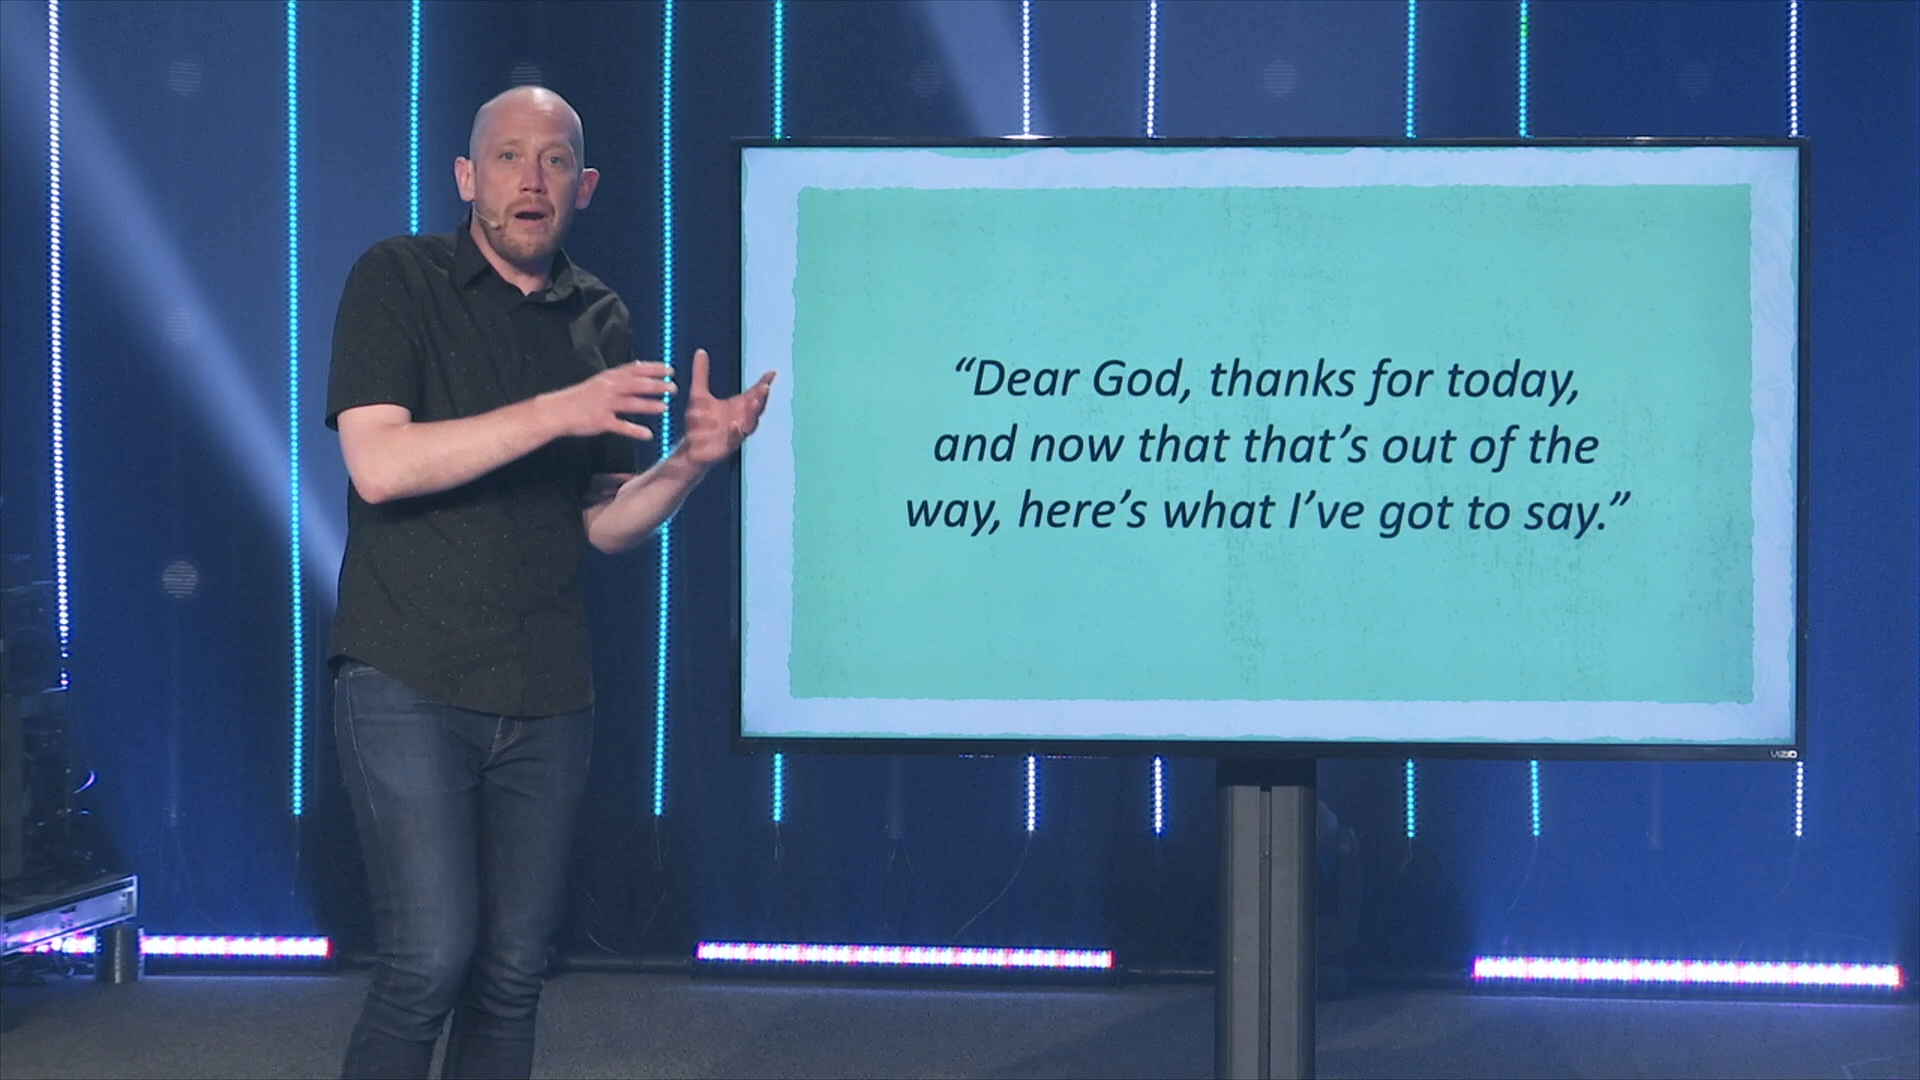 “Dear God, thanks for today,
and now that that’s out of the
way, here’s what I’ve got to say.”
VIZIO